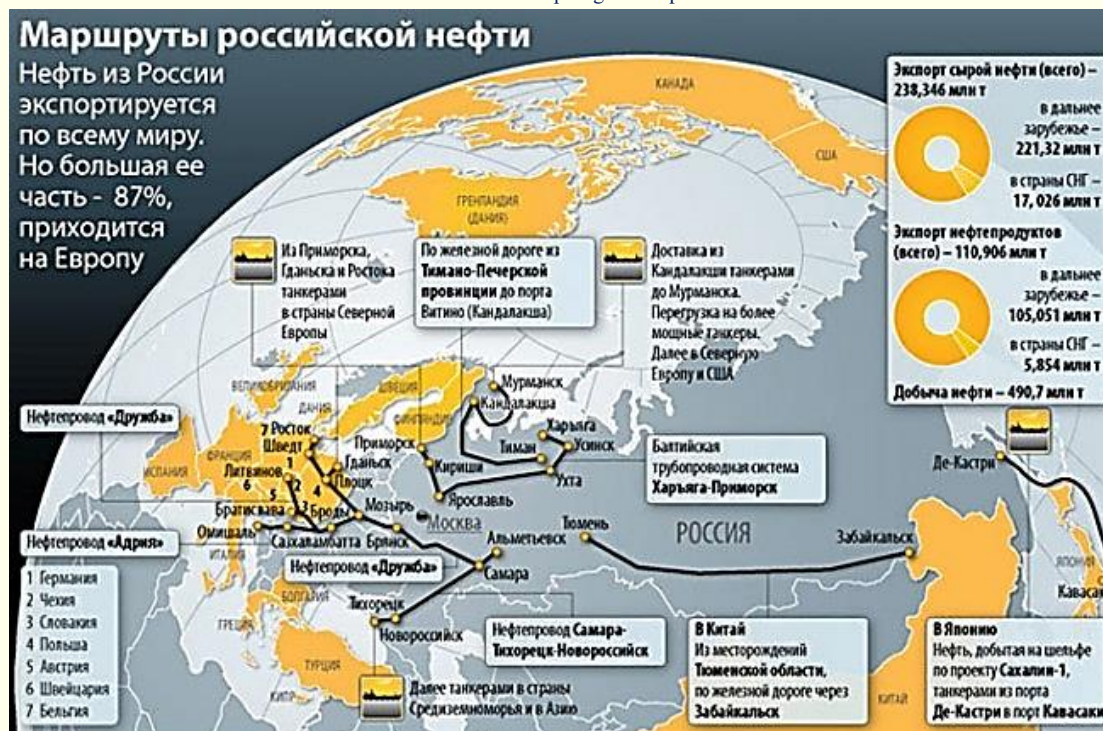 Маршруты российской нефти
Нефть из России
экспортируется
по всему миру.
Но большая ее
часть - 87%,
приходится
на Европу
Экспорт сырой нефти (всего) –
238,346 млн т
в дальнее
зарубежье –
221,32 млн т
в страны СНГ –
17, 026 млн т
Экспорт нефтепродуктов
(всего) – 110,906 млн т
в дальнее
зарубежье –
105,051 млн т
в страны СНГ –
5,854 млн т
Добыча нефти – 490,7 млн т
КАНАДА
США
ГРЕНЛАНДИЯ
(ДАНИЯ)
Из Приморска,
Гданьска и Ростока
танкерами
в страны Северной
Европы
По железной дороге из
Тимано-Печерской
провинции до порта
Витино (Кандалакша)
Доставка из
Кандалакши танкерами
до Мурманска.
Перегрузка на более
мощные танкеры.
Далее в Северную
Европу и США
ВЕЛИКОБРИТАНИЯ
ДАНИЯ
ШВЕЦИЯ
ФИНЛЯНДИЯ
Мурманск
Кандалакша
Нефтепровод «Дружба»
7 Росток
Шведт
ФРАНЦИЯ
ИСПАНИЯ
Литвинов
1
2
6
5
3
4
Гданьск
Плоцк
Приморск
Кириши
Ярославль
Харьяга
Тиман
Усинск
Ухта
Балтийская
трубопроводная система
Харъяга-Приморск
Де-Кастри
Братисвава
Броды
Мозырь
Москва
Омишаль
Сазхаламбатта
Брянск
Альметьевск
Самара
Тюмень
РОССИЯ
Забайкальск
Нефтепровод «Адрия»
ИТАЛИЯ
Нефтепровод «Дружба»
ЯПОНИЯ
1 Германия
2 Чехия
3 Словакия
4 Польша
5 Австрия
6 Швейцария
7 Бельгия
БОЛГАРИЯ
ГРЕЦИЯ
ТУРЦИЯ
КИПР
Тихорецк
Новороссийск
Нефтепровод Самара-
Тихорецк-Новороссийск
Далее танкерами в страны
Средиземноморья и в Азию
В Китай
Из месторождений
Тюменской области,
по железной дороге через
Забайкальск
КИТАЙ
В Японию
Нефть, добытая на шельфе
по проекту Сахалин-1,
танкерами из порта
Де-Кастри в порт Кавасаки